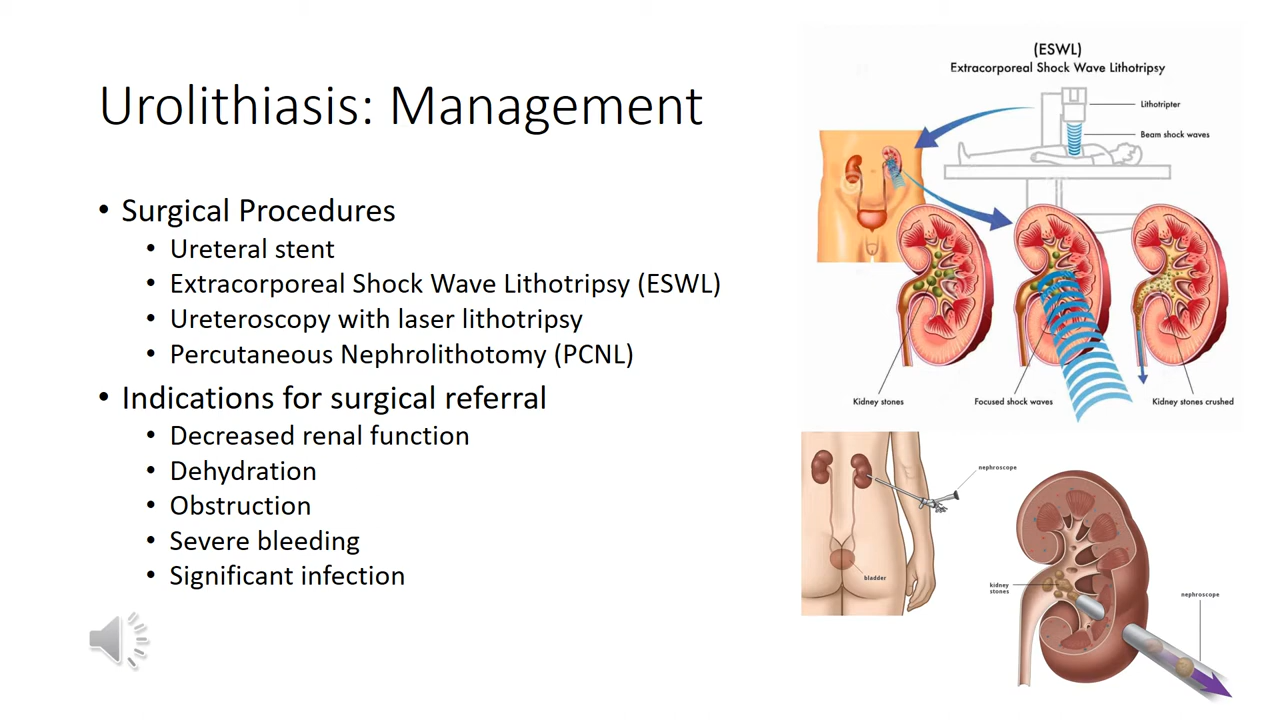 Urolithiasis: Management
• Surgical Procedures
• Ureteral stent
• Extracorporeal Shock Wave Lithotripsy (ESWL)
• Ureteroscopy with laser lithotripsy
• Percutaneous Nephrolithotomy (PCNL)
• Indications for surgical referral
• Decreased renal function
• Dehydration
• Obstruction
• Severe bleeding
• Significant infection
(ESWL)
Extracorporeal Shock Wave Lithotripsy
Lithotripter
Beam shock waves
Kidney stones
Focused shock waves
Kidney stones crushed
nephroscope
bladder
kidney
stones
nephroscope